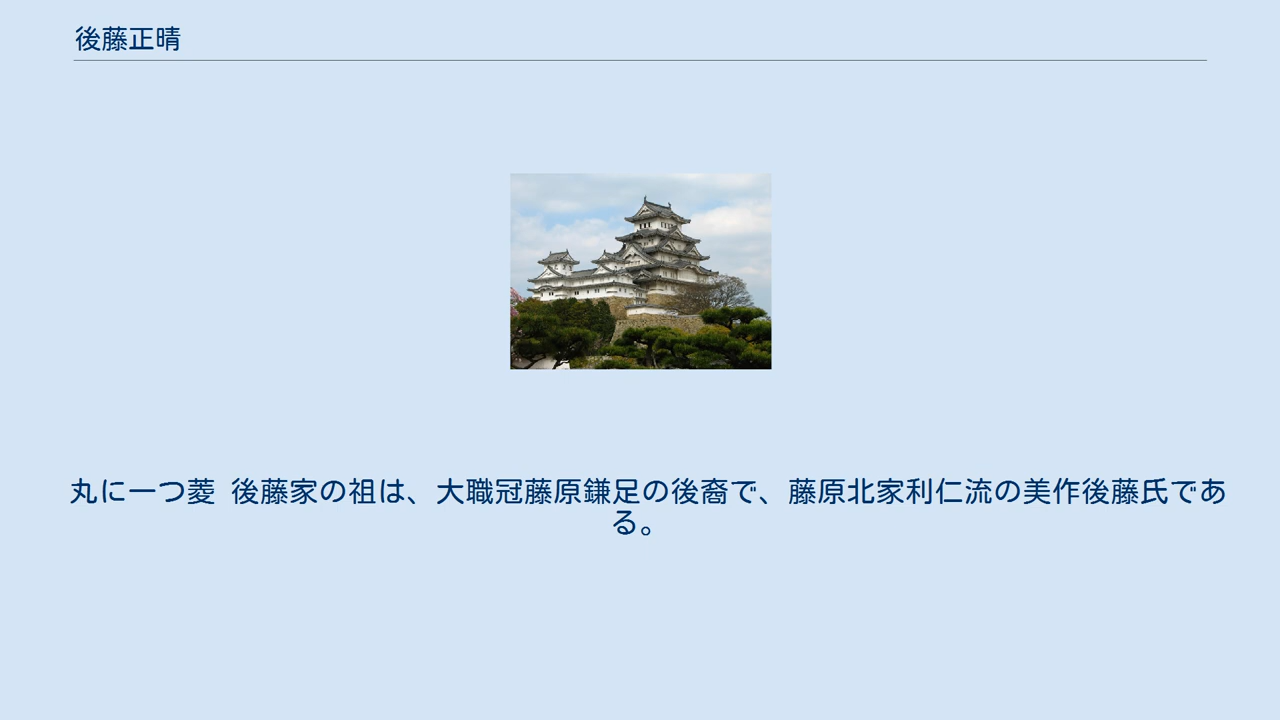 後藤正晴
丸に一つ菱 後藤家の祖は、大職冠藤原鎌足の後裔で、藤原北家利仁流の美作後藤氏であ
る。